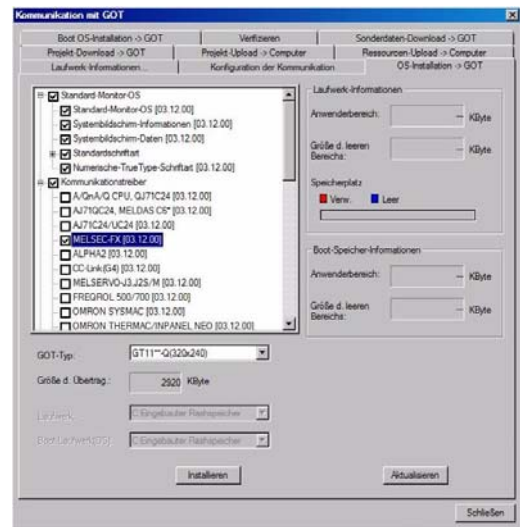 Kommunikation mit GOT
Boot OS-Installation -> GOT
Verifizieren
Sonderdaten-Download -> GOT
Projekt-Download -> GOT
Projekt-Upload -> Computer
Ressourcen-Upload -> Computer
Laufwerk-Informationen...
Konfiguration der Kommunikation
OS-Installation -> GOT
Standard-Monitor-OS
Standard-Monitor-OS [03.12.00]
Systembildschirm-Informationen [03.12.00]
Systembildschirm-Daten [03.12.00]
Standardschriftart
Numerische-TrueType-Schriftart [03.12.00]
Kommunikationstreiber
A/QnA/Q CPU, QJ71C24 [03.12.00]
AJ71QC24, MELDAS C6* [03.12.00]
AJ71C24/UC24 [03.12.00]
MELSEC-FX [03.12.00]
ALPHA2 [03.12.00]
CC-Link(G4) [03.12.00]
MELSERVO-J3,J2S/M [03.12.00]
FREQROL 500/700 [03.12.00]
OMRON SYSMAC [03.12.00]
OMRON THERMAC/INPANEL NEO [03.12.00]
Laufwerk-Informationen
Anwenderbereich: -- KByte
Größe d. leeren Bereichs: -- KByte
Speicherplatz
Verw. Leer
Boot-Speicher-Informationen
Anwenderbereich: -- KByte
Größe d. leeren Bereichs: -- KByte
GOT-Typ: GT11**-Q(320x240)
Größe d. Übertrag.: 2920 KByte
Laufwerk: C:Eingebauter Flashspeicher
Boot-Laufwerk(OS): C:Eingebauter Flashspeicher
Installieren
Aktualisieren
Schließen